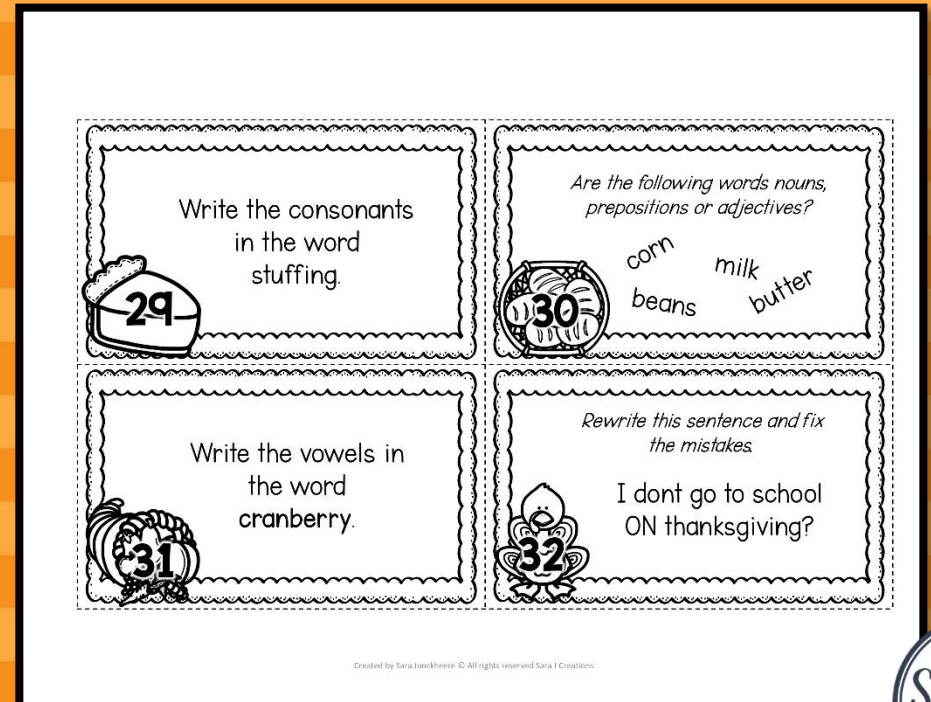 Write the consonants
in the word
stuffing.
29
Are the following words nouns,
prepositions or adjectives?
corn
milk
beans
butter
30
Write the vowels in
the word
cranberry.
31
Rewrite this sentence and fix
the mistakes.
I dont go to school
ON thanksgiving?
32
Created by Sara Jonckheere © All rights reserved Sara J Creations
S